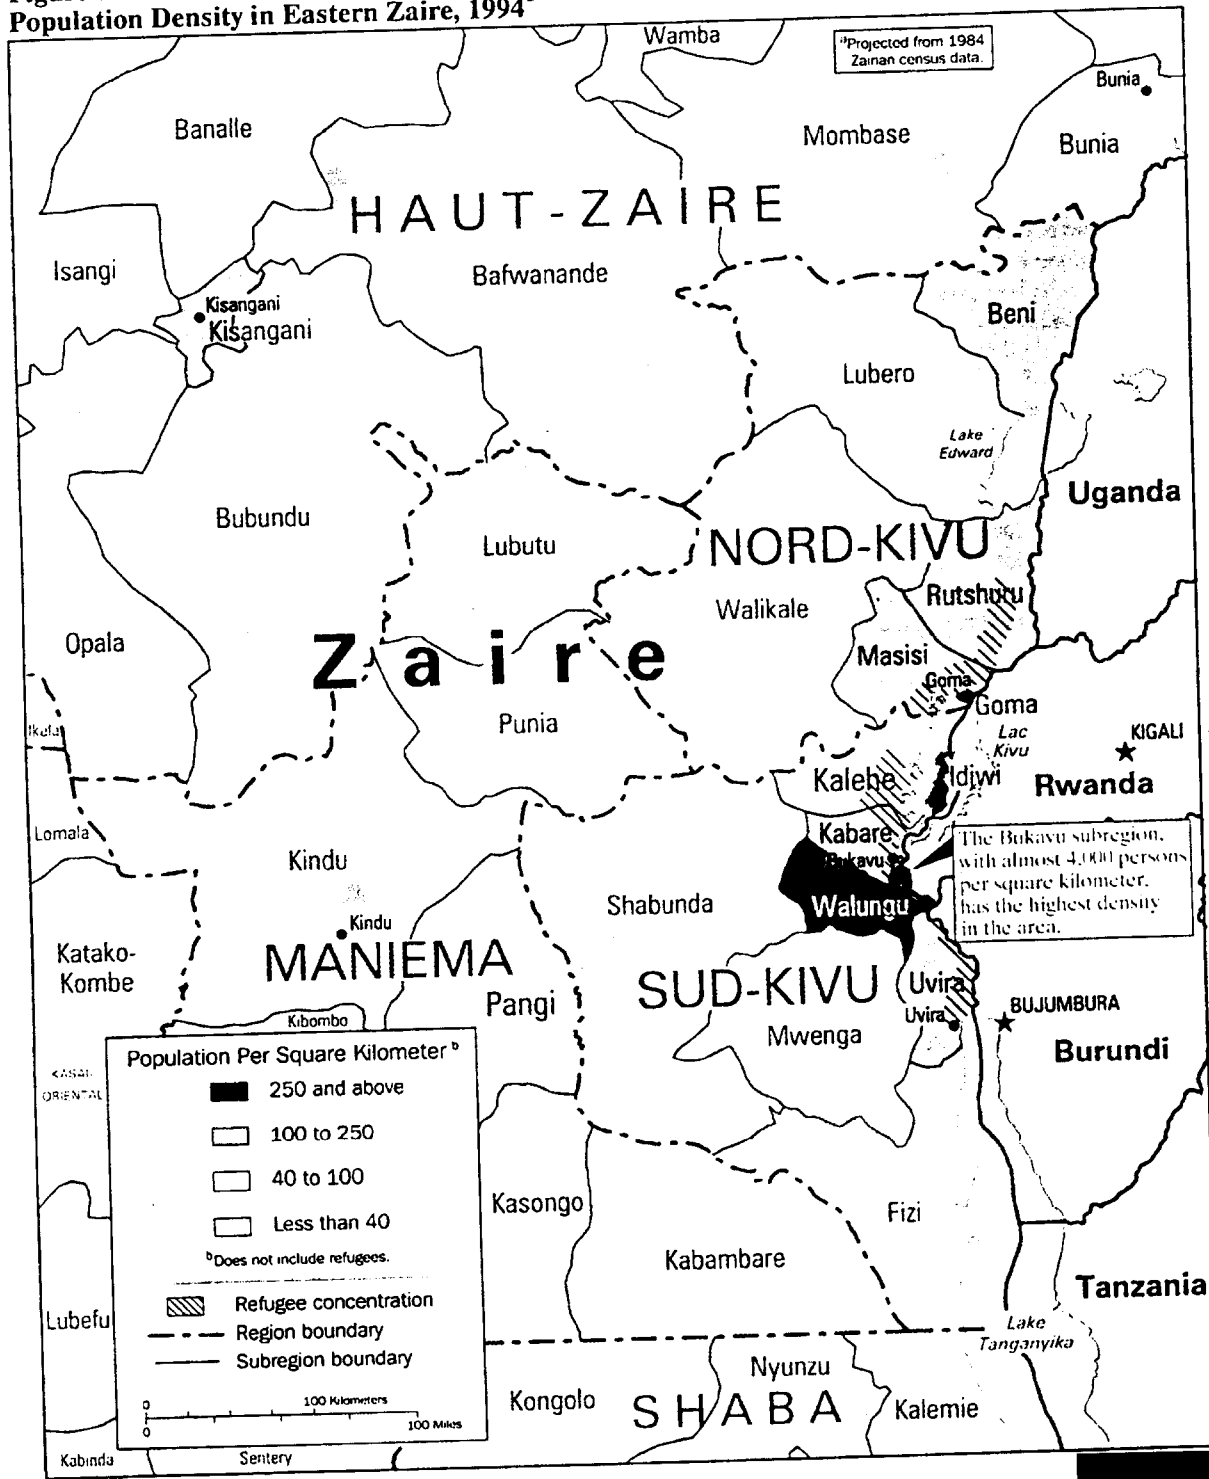 Population Density in Eastern Zaire, 1994
Wamba
aProjected from 1984
Zairian census data.
Bunia
Banalle
Mombase
Bunia
HAUT-ZAIRE
Isangi
Bafwanande
Kisangani
Kisangani
Beni
Lubero
Lake
Edward
Uganda
Bubundu
Lubutu
NORD-KIVU
Rutshuru
Walikale
Opala
Zaire
Masisi
Goma
Goma
Punia
Lac
Kivu
KIGALI
Ikela
Kalehe
Idjwi
Rwanda
Lomala
Kabare
Kindu
Bukavu
The Bukavu subregion,
with almost 4,000 persons
per square kilometer,
has the highest density
in the area.
Shabunda
Walungu
Kindu
Katako-
Kombe
MANIEMA
SUD-KIVU
Uvira
Pangi
Uvira
BUJUMBURA
Kibombo
Mwenga
Burundi
KASAI
ORIENTAL
Population Per Square Kilometer b
250 and above
100 to 250
40 to 100
Less than 40
bDoes not include refugees.
Refugee concentration
Region boundary
Subregion boundary
0 100 Kilometers
0 100 Miles
Kasongo
Fizi
Kabambare
Tanzania
Lubefu
Lake
Tanganyika
Nyunzu
Kongolo
SHABA
Kalemie
Kabinda
Sentery